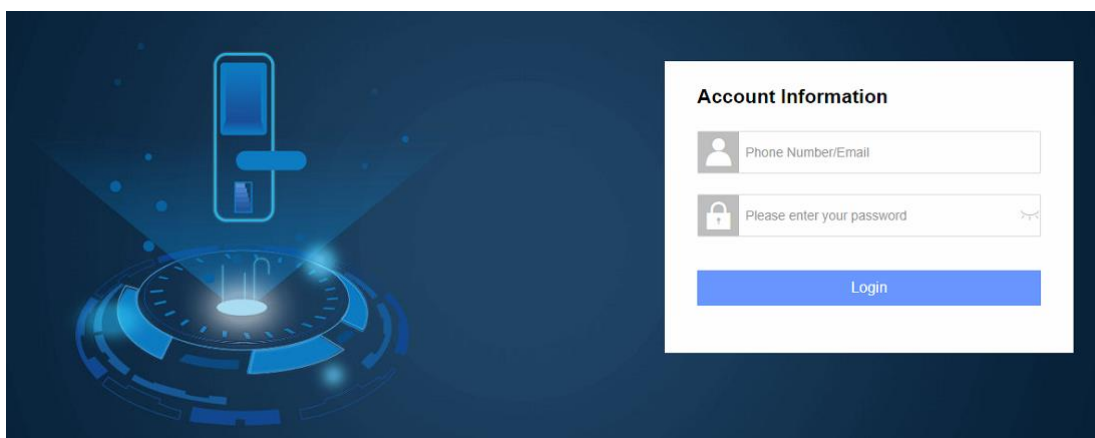 Account Information
Phone Number/Email
Please enter your password
Login